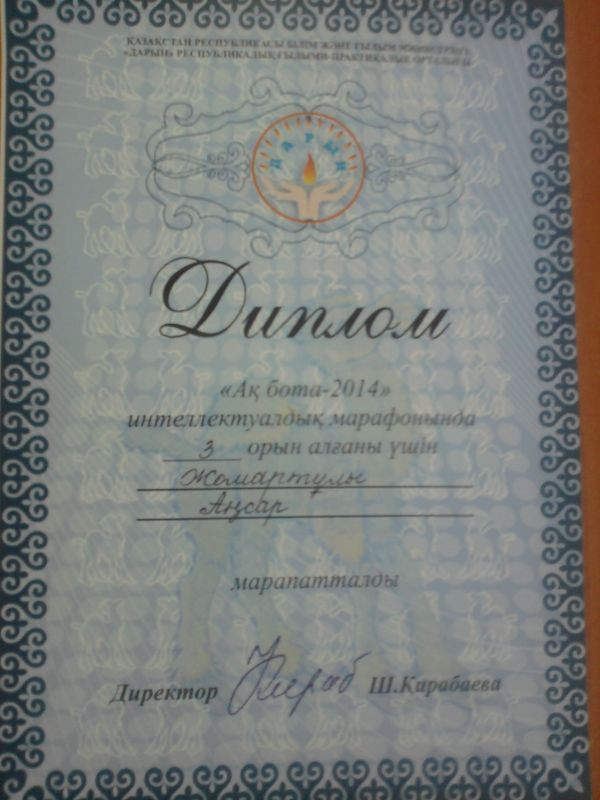 ҚАЗАҚСТАН РЕСПУБЛИКАСЫ БІЛІМ ЖӘНЕ ҒЫЛЫМ МИНИСТРЛІГІ
«ДАРЫН» РЕСПУБЛИКАЛЫҚ ҒЫЛЫМИ-ПРАКТИКАЛЫҚ ОРТАЛЫҒЫ
ДАРЫН
Диплом
«Ақ бота-2014»
интеллектуалдық марафонында
3 орын алғаны үшін
Жомартұлы
Аңсар
марапатталды
Директор Ш.Карабаева